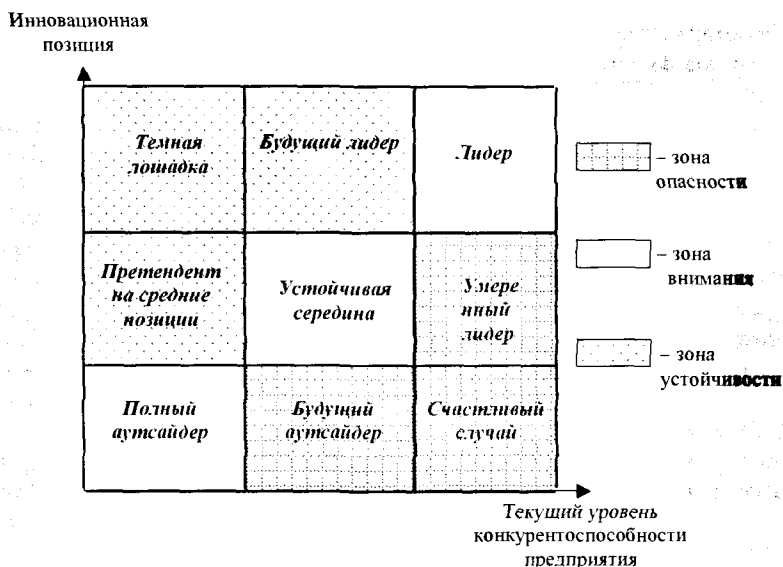 Инновационная
позиция
Темная
лошадка
Будущий лидер
Лидер
– зона
опасности
Претендент
на средние
позиции
Устойчивая
середина
Умере
нный
лидер
– зона
внимания
– зона
устойчивости
Полный
аутсайдер
Будущий
аутсайдер
Счастливый
случай
Текущий уровень
конкурентоспособности
предприятия